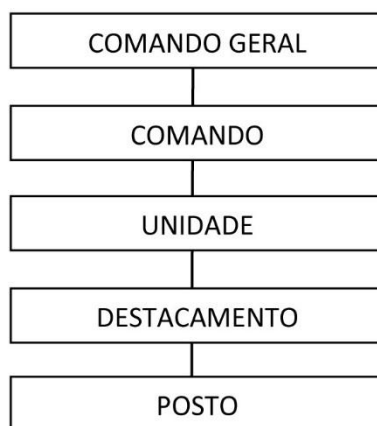 COMANDO GERAL
COMANDO
UNIDADE
DESTACAMENTO
POSTO